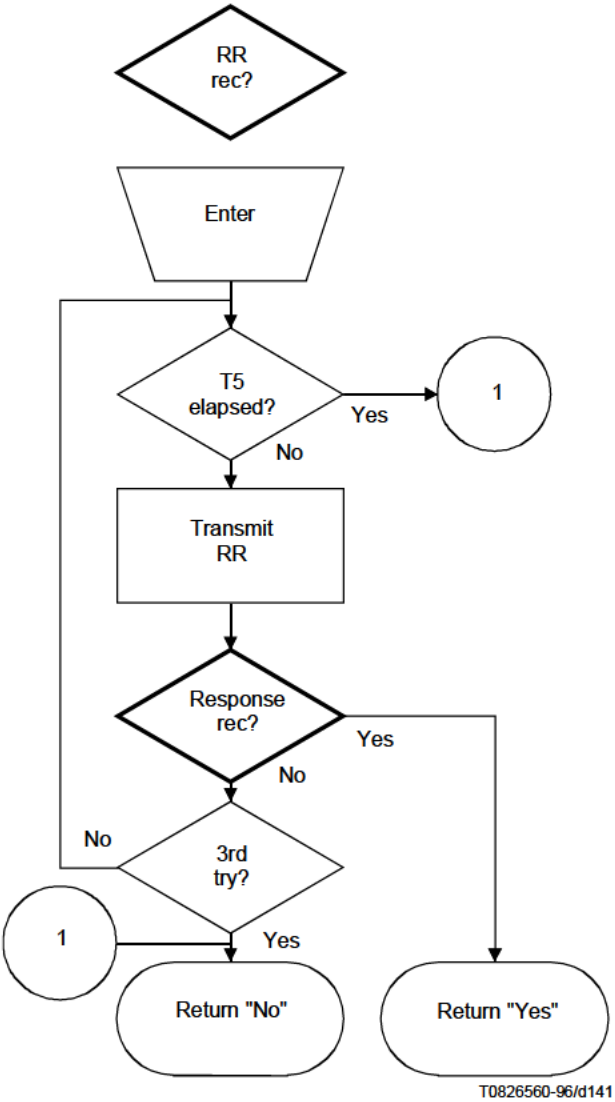 RR
rec?
Enter
T5
elapsed?
Yes
1
No
Transmit
RR
Response
rec?
Yes
No
No
3rd
try?
1
Yes
Return "No"
Return "Yes"
T0826560-96/d141